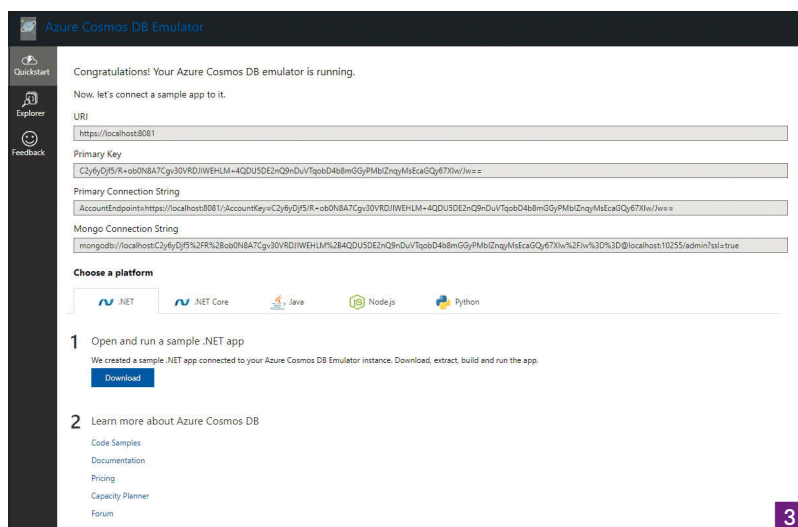 Azure Cosmos DB Emulator
Quickstart
Explorer
Feedback
Congratulations! Your Azure Cosmos DB emulator is running.
Now, let's connect a sample app to it.
URI
https://localhost:8081
Primary Key
C2y6yDjf5/R+ob0N8A7Cgv30VRDJIWEHLM+4QDU5DE2nQ9nDuVTqobD4b8mGGyPMbIZnqyMsEcaGQy67XIw/Jw==
Primary Connection String
AccountEndpoint=https://localhost:8081/;AccountKey=C2y6yDjf5/R+ob0N8A7Cgv30VRDJIWEHLM+4QDU5DE2nQ9nDuVTqobD4b8mGGyPMbIZnqyMsEcaGQy67XIw/Jw==
Mongo Connection String
mongodb://localhost:C2y6yDjf5%2FR%2Bob0N8A7Cgv30VRDJIWEHLM%2B4QDU5DE2nQ9nDuVTqobD4b8mGGyPMbIZnqyMsEcaGQy67XIw%2FJw%3D%3D@localhost:10255/admin?ssl=true
Choose a platform
.NET
.NET Core
Java
Node.js
Python
1 Open and run a sample .NET app
We created a sample .NET app connected to your Azure Cosmos DB Emulator instance. Download, extract, build and run the app.
Download
2 Learn more about Azure Cosmos DB
Code Samples
Documentation
Pricing
Capacity Planner
Forum
3